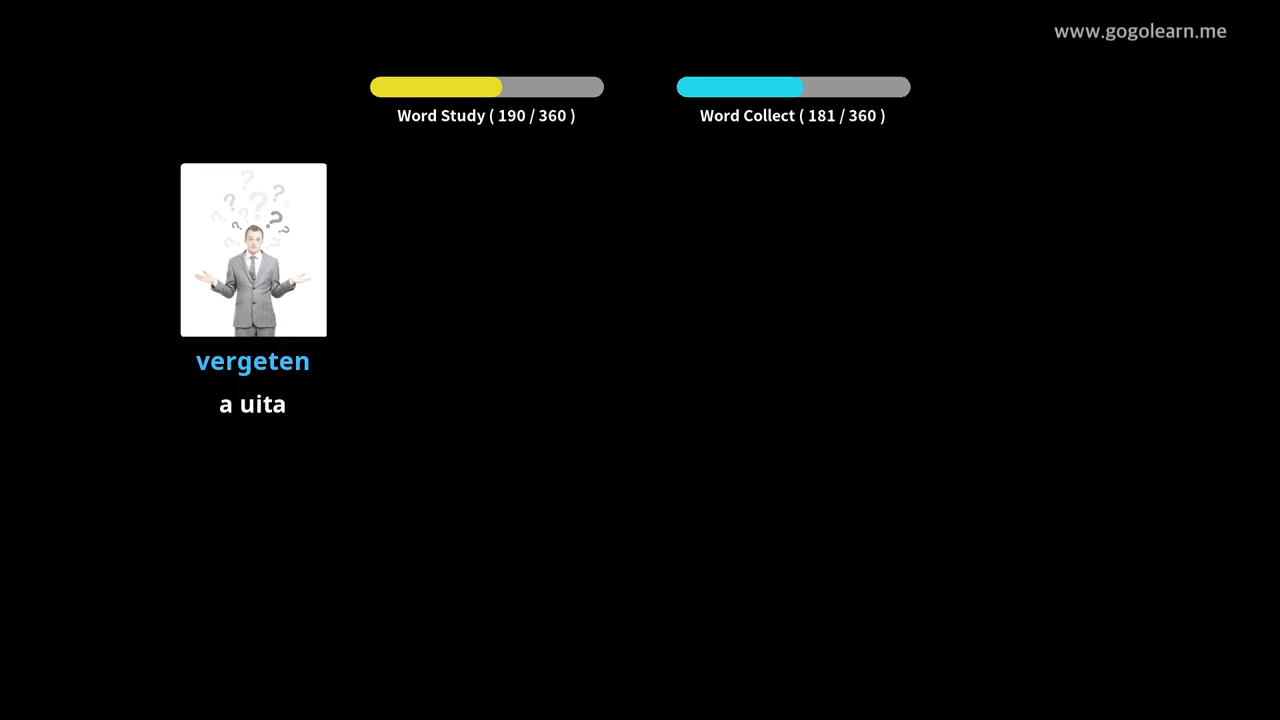 www.gogolearn.me
Word Study ( 190 / 360 )
Word Collect ( 181 / 360 )
vergeten
a uita